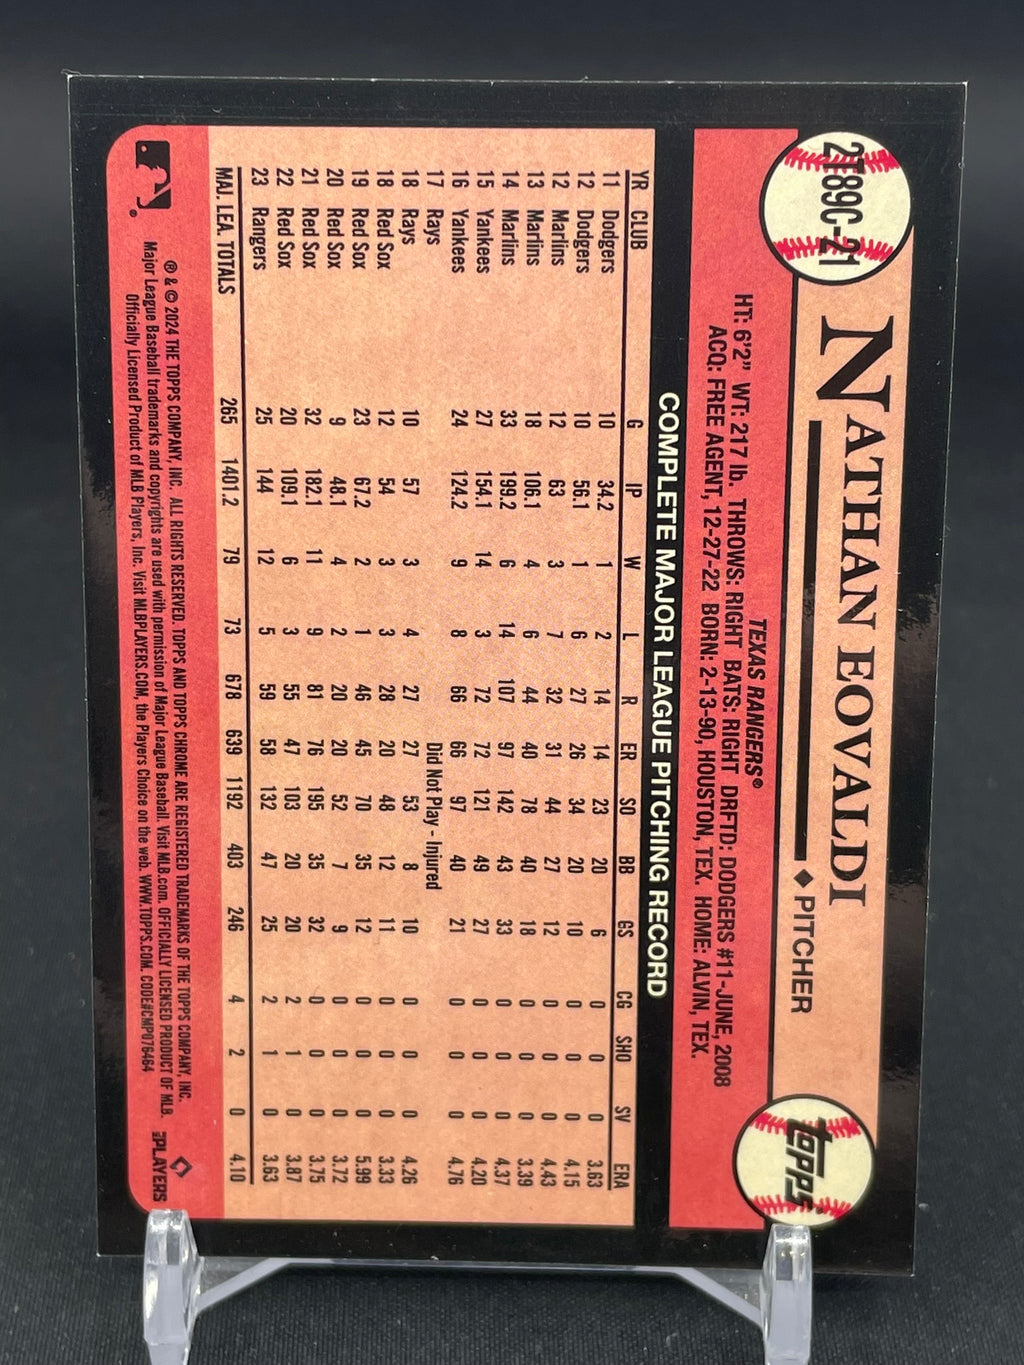 2T89C-21
NATHAN EOVALDI
◆ PITCHER
topps
TEXAS RANGERS®
HT: 6'2" WT: 217 lb. THROWS: RIGHT BATS: RIGHT DRFTD: DODGERS #11-JUNE, 2008
ACQ: FREE AGENT, 12-27-22 BORN: 2-13-90, HOUSTON, TEX. HOME: ALVIN, TEX.
COMPLETE MAJOR LEAGUE PITCHING RECORD
YR CLUB G IP W L R ER SO BB GS CG SHO SV ERA
11 Dodgers 10 34.2 1 2 14 14 23 20 6 0 0 0 3.63
12 Dodgers 10 56.1 1 6 27 26 34 20 10 0 0 0 4.15
12 Marlins 12 63 3 7 32 31 44 27 12 0 0 0 4.43
13 Marlins 18 106.1 4 6 44 40 78 40 18 0 0 0 3.39
14 Marlins 33 199.2 6 14 107 97 142 43 33 0 0 0 4.37
15 Yankees 27 154.1 14 3 72 72 121 49 27 0 0 0 4.20
16 Yankees 24 124.2 9 8 66 66 97 40 21 0 0 0 4.76
17 Rays Did Not Play - Injured
18 Rays 10 57 3 4 27 27 53 8 10 0 0 0 4.26
18 Red Sox 12 54 3 3 28 20 48 12 11 0 0 0 3.33
19 Red Sox 23 67.2 2 1 46 45 70 35 12 0 0 0 5.99
20 Red Sox 9 48.1 4 2 20 20 52 7 9 0 0 0 3.72
21 Red Sox 32 182.1 11 9 81 76 195 35 32 0 0 0 3.75
22 Red Sox 20 109.1 6 3 55 47 103 20 20 2 1 0 3.87
23 Rangers 25 144 12 5 59 58 132 47 25 2 1 0 3.63
MAJ. LEA. TOTALS 265 1401.2 79 73 678 639 1192 403 246 4 2 0 4.10
® & © 2024 THE TOPPS COMPANY, INC. ALL RIGHTS RESERVED. TOPPS AND TOPPS CHROME ARE REGISTERED TRADEMARKS OF THE TOPPS COMPANY, INC.
Major League Baseball trademarks and copyrights are used with permission of Major League Baseball. Visit MLB.com. OFFICIALLY LICENSED PRODUCT OF MLB
Officially Licensed Product of MLB Players, Inc. Visit MLBPLAYERS.COM, the Players Choice on the web. WWW.TOPPS.COM. CODE#CMP076464
MLB PLAYERS